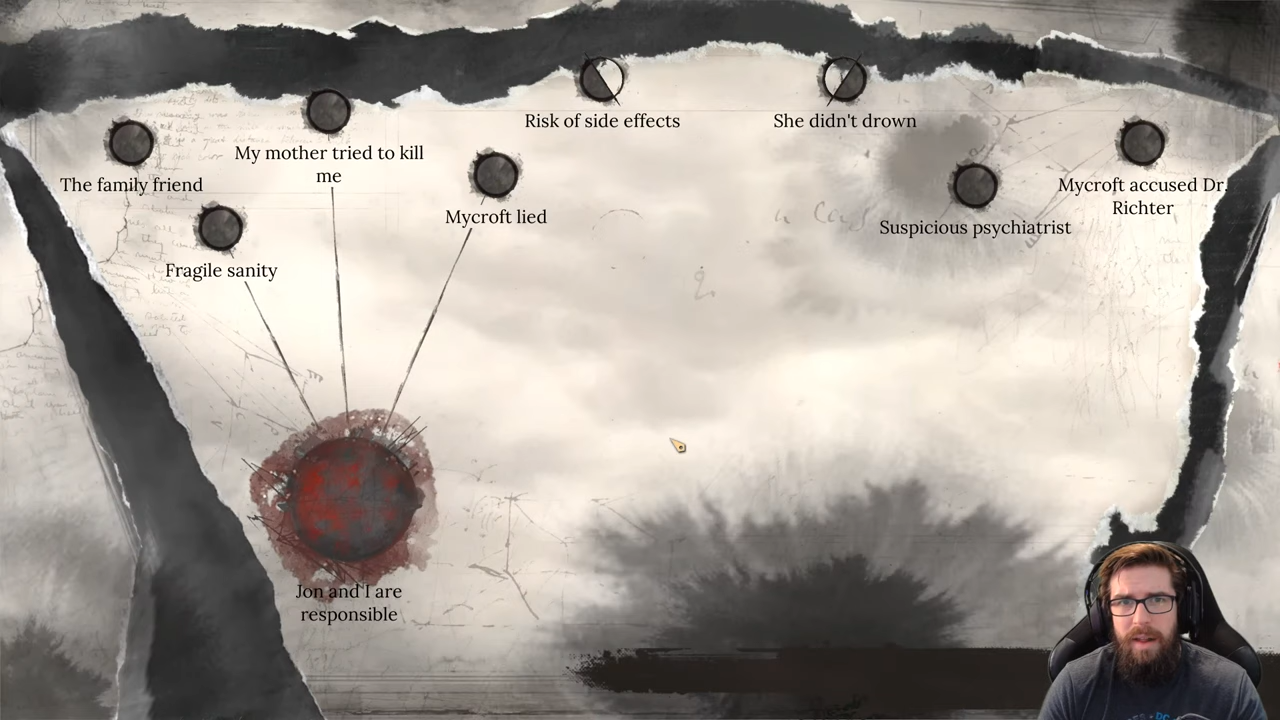 Risk of side effects
She didn't drown
My mother tried to kill
me
The family friend
Mycroft accused Dr.
Richter
Mycroft lied
Suspicious psychiatrist
Fragile sanity
Jon and I are
responsible